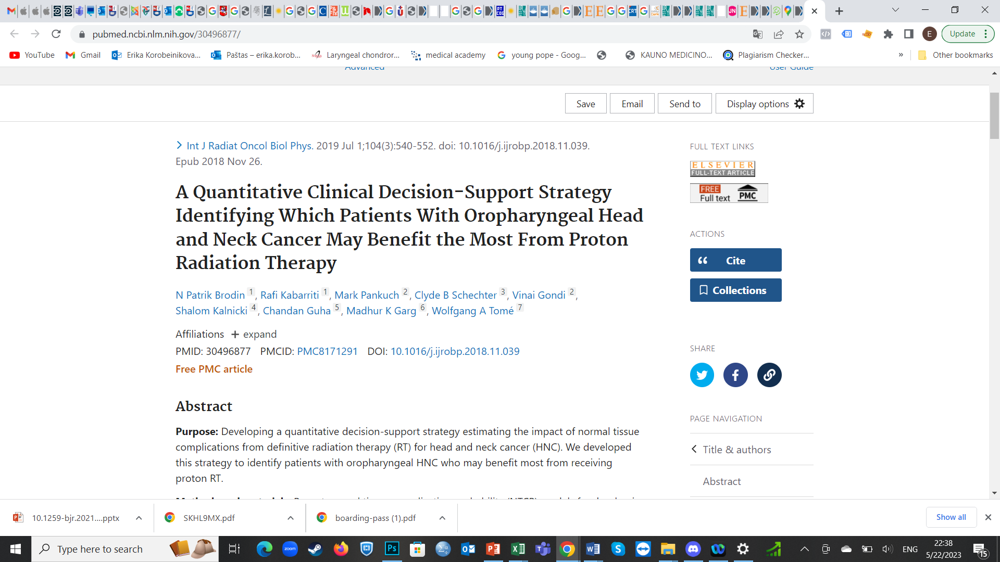 pubmed.ncbi.nlm.nih.gov/30496877/
E
Update
YouTube
Gmail
Erika Korobeinikova...
Paštas – erika.korob...
Laryngeal chondror...
medical academy
young pope - Goog...
KAUNO MEDICINO...
Plagiarism Checker...
»
Other bookmarks
Advanced
User Guide
Save
Email
Send to
Display options
Int J Radiat Oncol Biol Phys. 2019 Jul 1;104(3):540-552. doi: 10.1016/j.ijrobp.2018.11.039.
Epub 2018 Nov 26.
A Quantitative Clinical Decision-Support Strategy
Identifying Which Patients With Oropharyngeal Head
and Neck Cancer May Benefit the Most From Proton
Radiation Therapy
N Patrik Brodin 1, Rafi Kabarriti 1, Mark Pankuch 2, Clyde B Schechter 3, Vinai Gondi 2,
Shalom Kalnicki 4, Chandan Guha 5, Madhur K Garg 6, Wolfgang A Tomé 7
Affiliations + expand
PMID: 30496877 PMCID: PMC8171291 DOI: 10.1016/j.ijrobp.2018.11.039
Free PMC article
Abstract
Purpose: Developing a quantitative decision-support strategy estimating the impact of normal tissue
complications from definitive radiation therapy (RT) for head and neck cancer (HNC). We developed
this strategy to identify patients with oropharyngeal HNC who may benefit most from receiving
proton RT.
FULL TEXT LINKS
ELSEVIER
FULL-TEXT ARTICLE
FREE
Full text PMC
ACTIONS
Cite
Collections
SHARE
PAGE NAVIGATION
Title & authors
Abstract
10.1259-bjr.2021....pptx
SKHL9MX.pdf
boarding-pass (1).pdf
Show all
Type here to search
zoom
Ps
ENG
22:38
5/22/2023
15